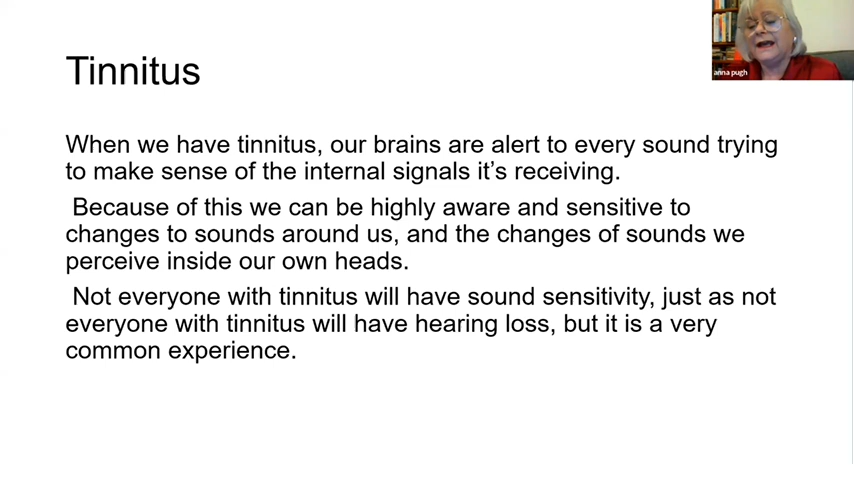 anna pugh
Tinnitus
When we have tinnitus, our brains are alert to every sound trying
to make sense of the internal signals it's receiving.
Because of this we can be highly aware and sensitive to
changes to sounds around us, and the changes of sounds we
perceive inside our own heads.
Not everyone with tinnitus will have sound sensitivity, just as not
everyone with tinnitus will have hearing loss, but it is a very
common experience.